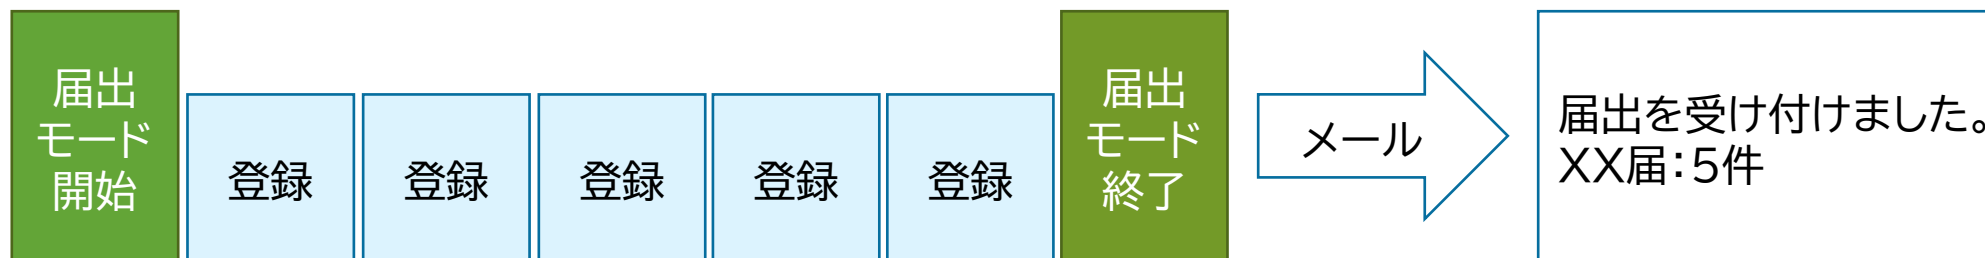 届出
モード
開始
登録
登録
登録
登録
登録
届出
モード
終了
メール
届出を受け付けました。
XX届：5件